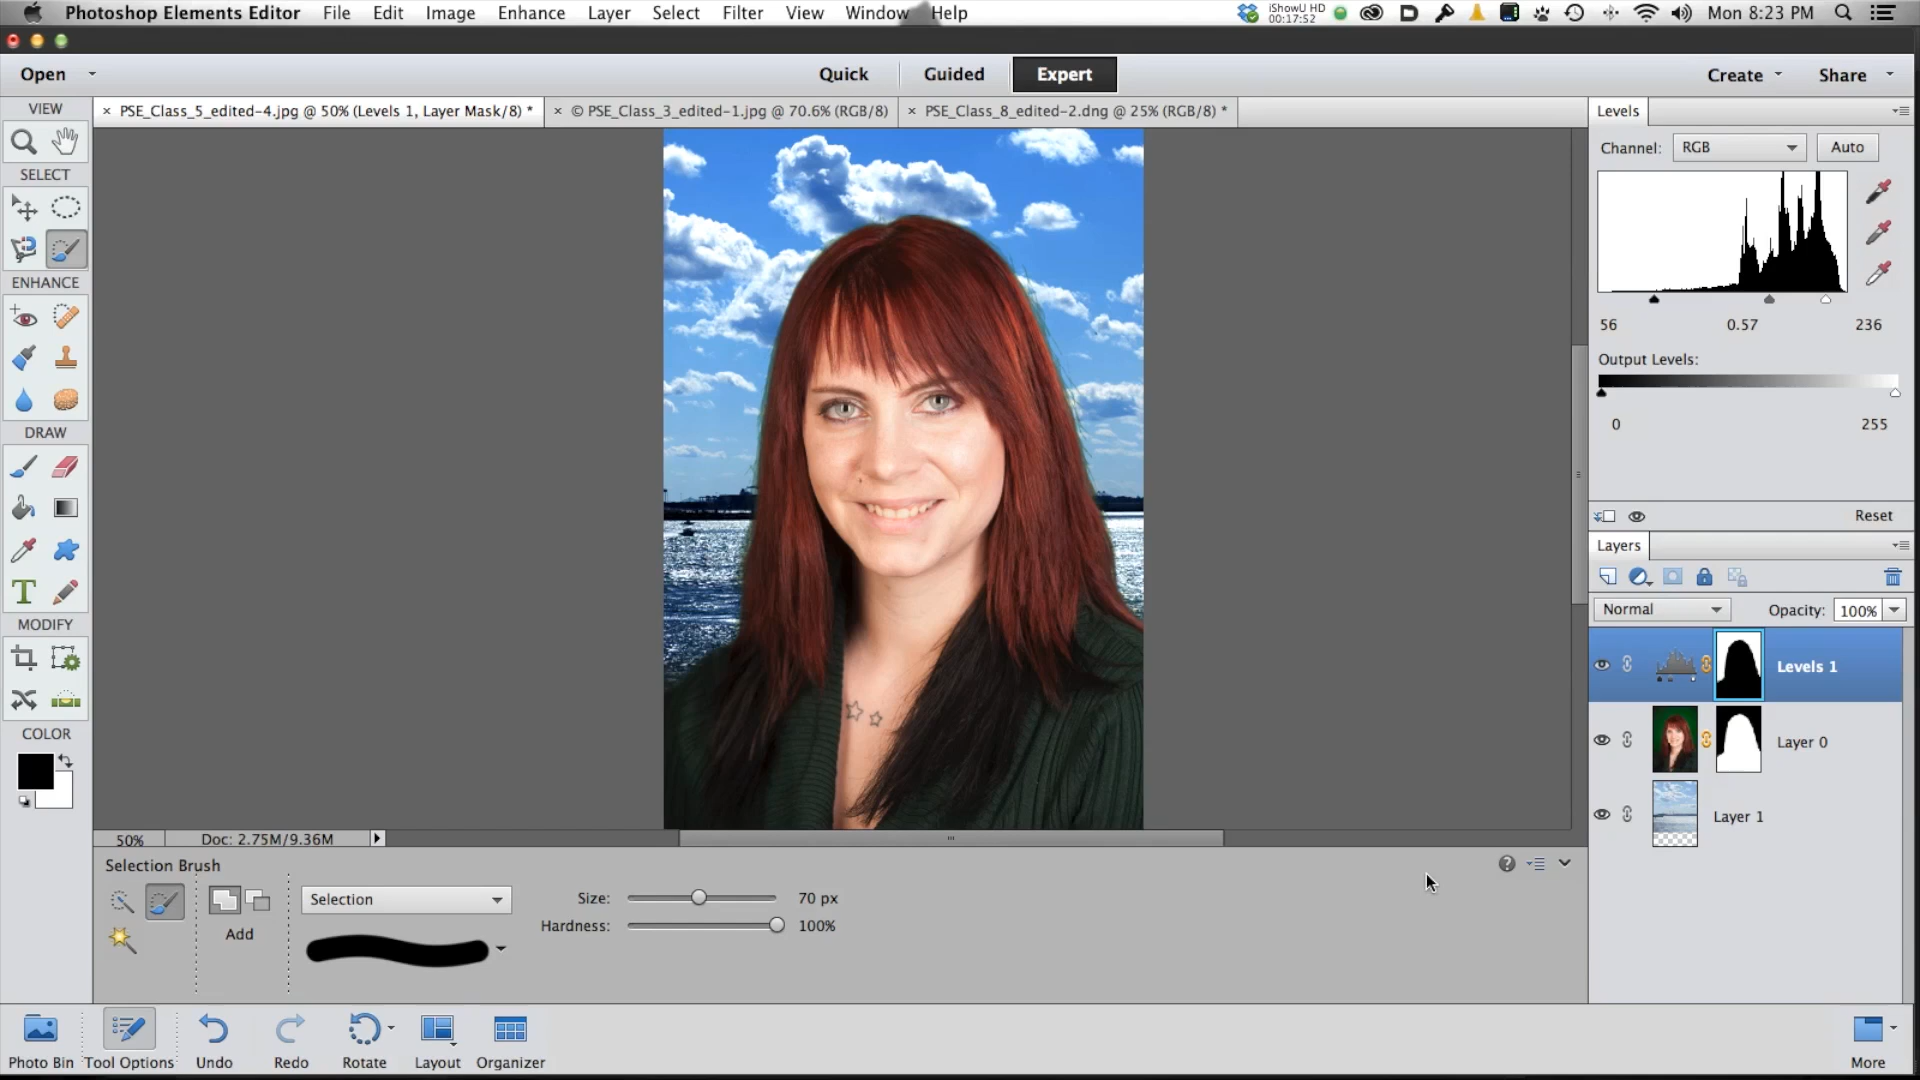 Photoshop Elements Editor File Edit Image Enhance Layer Select Filter View Window Help iShowU HD 00:17:52 Mon 8:23 PM
Open Quick Guided Expert Create Share
VIEW
× PSE_Class_5_edited-4.jpg @ 50% (Levels 1, Layer Mask/8) * × © PSE_Class_3_edited-1.jpg @ 70.6% (RGB/8) × PSE_Class_8_edited-2.dng @ 25% (RGB/8) *
Levels
Channel: RGB Auto
SELECT
ENHANCE
56 0.57 236
Output Levels:
0 255
DRAW
Reset
Layers
Normal Opacity: 100%
MODIFY
Levels 1
COLOR
Layer 0
Layer 1
50% Doc: 2.75M/9.36M
Selection Brush
Selection
Add
Size: 70 px
Hardness: 100%
Photo Bin Tool Options Undo Redo Rotate Layout Organizer More